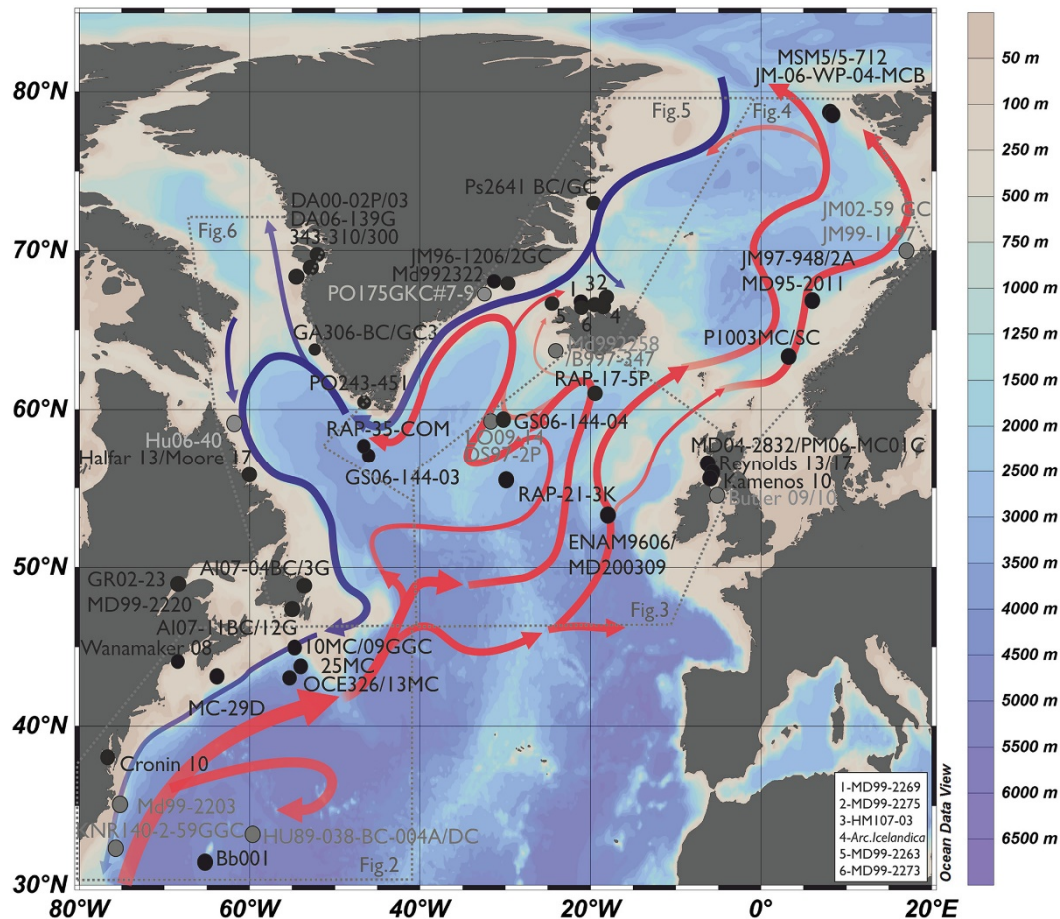 MSM5/5-712
JM-06-WP-04-MCB
80°N
Fig.5
Fig.4
Ps2641 BC/GC
DA00-02P/03
DA06-139G
343-310/300
Fig.6
JM02-59 GC
JM99-1197
70°N
JM96-1206/2GC
Md992322
PO175GKC#7-9
JM97-948/2A
MD95-2011
1
32
5
4
6
GA306-BC/GC3
Md992258
/B997-347
P1003MC/SC
PO243-451
RAP-17-5P
60°N
RAP-35-COM
GS06-144-04
Hu06-40
Halfar 13/Moore 17
GS06-144-03
RAP-21-3K
MD04-2832/PM06-MC01C
Reynolds 13/17
Kamenos 10
Butler 09/10
ENAM9606/
MD200309
50°N
GR02-23
MD99-2220
AI07-04BC/3G
Fig.3
AI07-11BC/12G
Wanamaker 08
10MC/09GGC
25MC
OCE326/13MC
MC-29D
40°N
Cronin 10
Md99-2203
KNR140-2-59GGC
HU89-038-BC-004A/DC
Bb001
Fig.2
30°N
80°W
60°W
40°W
20°W
0°E
20°E
1-MD99-2269
2-MD99-2275
3-HM107-03
4-Arc.Icelandica
5-MD99-2263
6-MD99-2273
Ocean Data View
50 m
100 m
250 m
500 m
750 m
1000 m
1250 m
1500 m
2000 m
2500 m
3000 m
3500 m
4000 m
4500 m
5000 m
5500 m
6000 m
6500 m